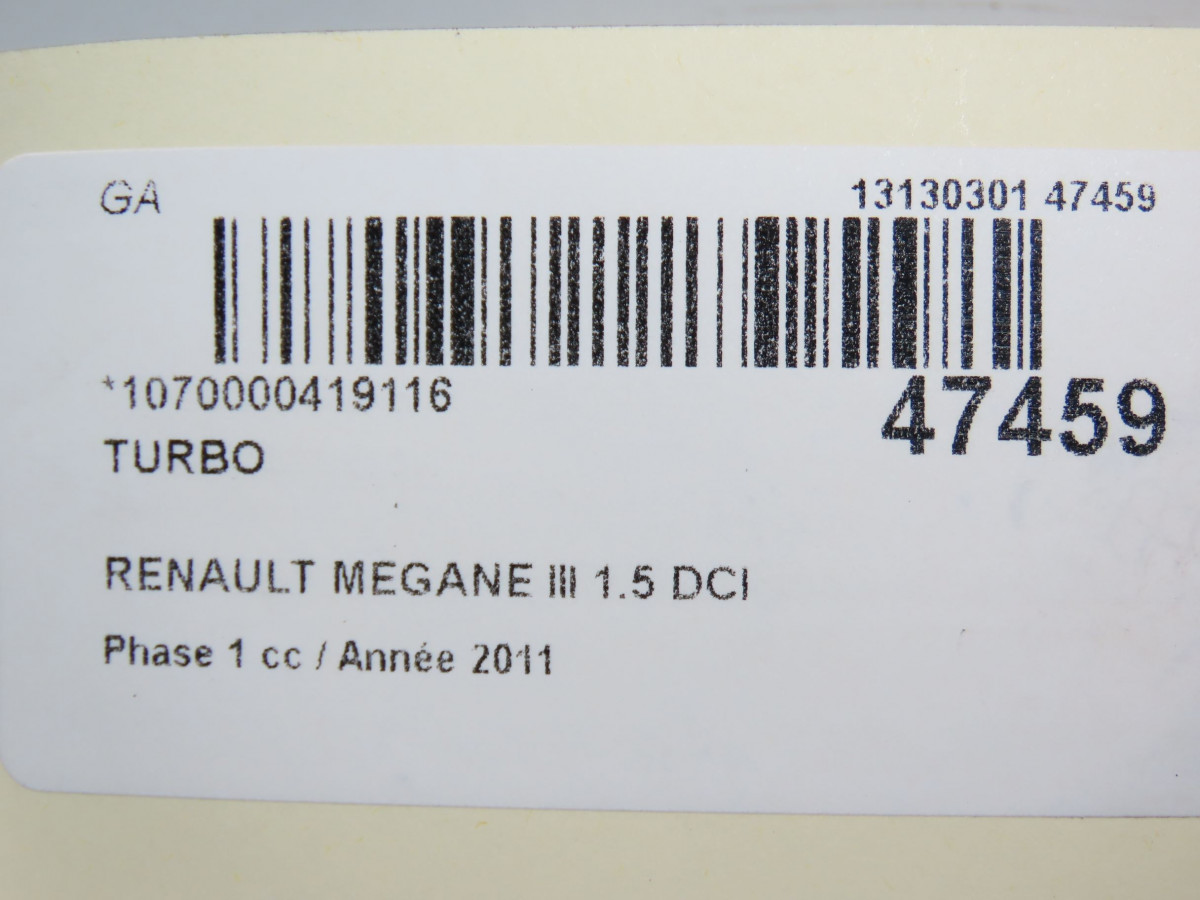 GA
13130301 47459
*1070000419116
47459
TURBO
RENAULT MEGANE III 1.5 DCI
Phase 1 cc / Année 2011